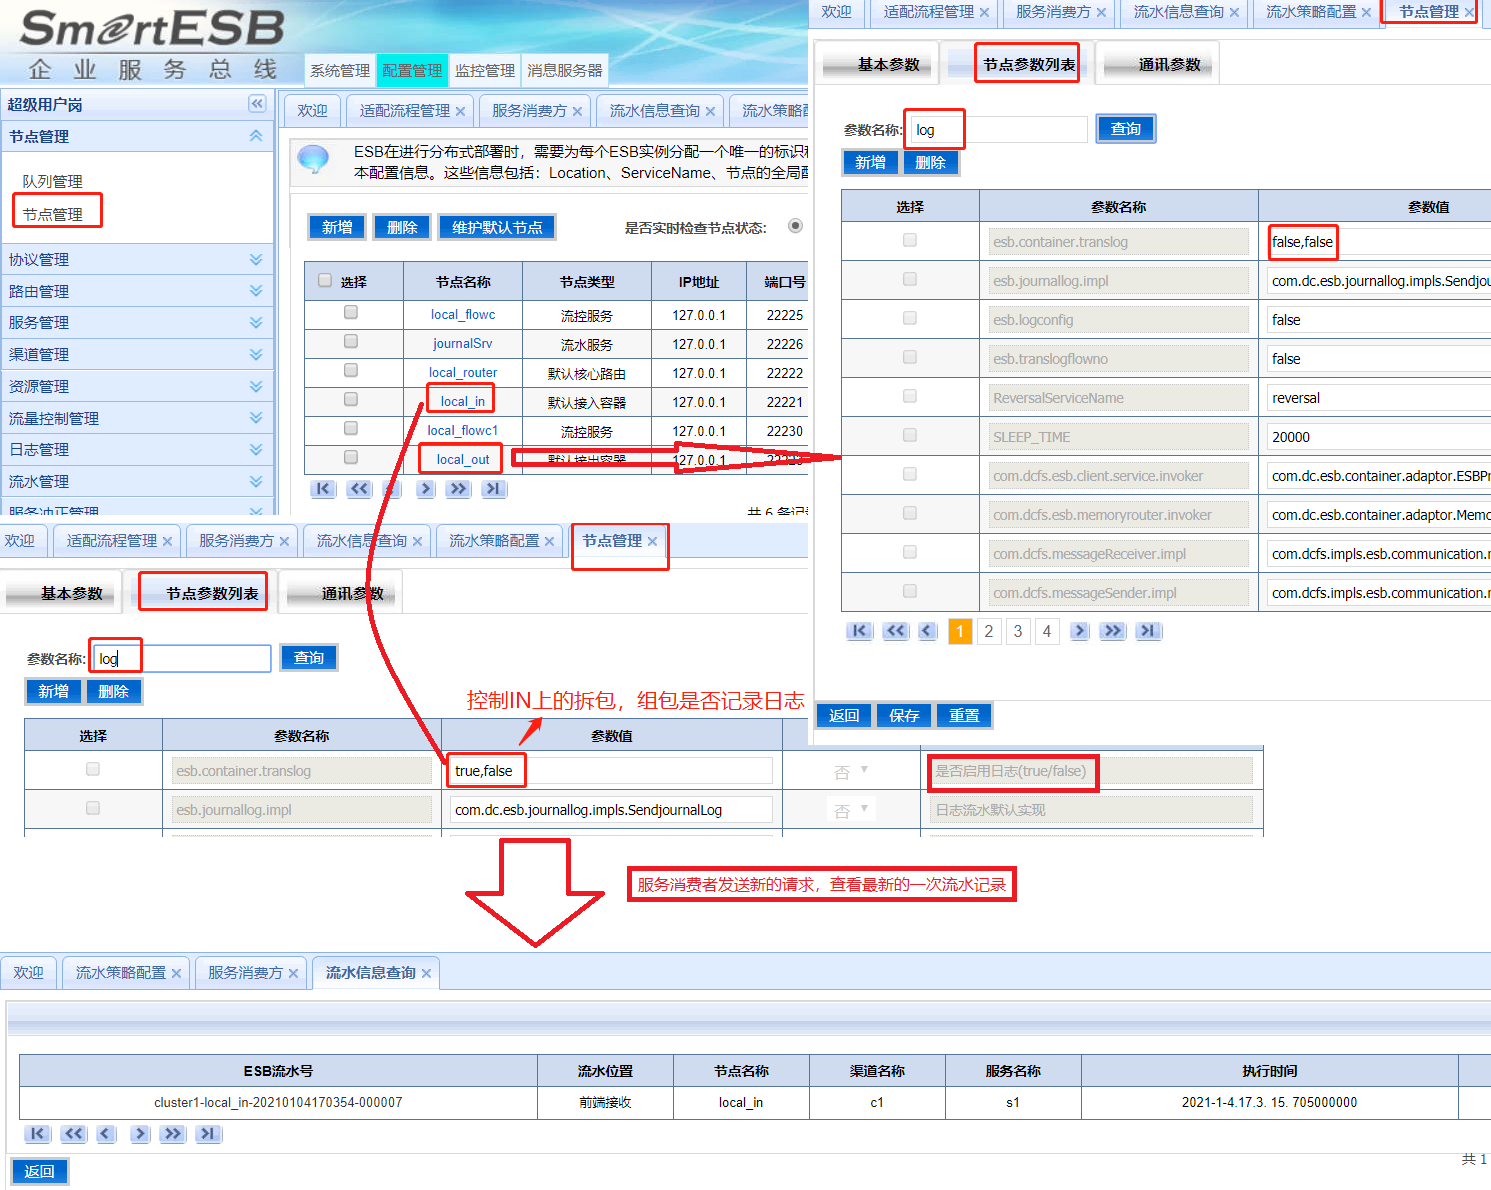 SmartESB
企 业 服 务 总 线
系统管理 配置管理 监控管理 消息服务器
超级用户岗
节点管理
队列管理
节点管理
协议管理
路由管理
服务管理
渠道管理
资源管理
流量控制管理
日志管理
流水管理
服务冲正管理
欢迎 适配流程管理 服务消费方 流水信息查询 流水策略配
ESB在进行分布式部署时，需要为每个ESB实例分配一个唯一的标识和
本配置信息。这些信息包括：Location、ServiceName、节点的全局配
新增 删除 维护默认节点 是否实时检查节点状态:
选择 节点名称 节点类型 IP地址 端口号
local_flowc 流控服务 127.0.0.1 22225
journalSrv 流水服务 127.0.0.1 22226
local_router 默认核心路由 127.0.0.1 22222
local_in 默认接入容器 127.0.0.1 22221
local_flowc1 流控服务 127.0.0.1 22230
local_out 默认接出容器 127.0.0.1 22223
共 6 条记录
欢迎 适配流程管理 服务消费方 流水信息查询 流水策略配置 节点管理
基本参数 节点参数列表 通讯参数
参数名称: log 查询
新增 删除
选择 参数名称 参数值
esb.container.translog false,false
esb.journallog.impl com.dc.esb.journallog.impls.Sendjou
esb.logconfig false
esb.translogflowno false
ReversalServiceName reversal
SLEEP_TIME 20000
com.dcfs.esb.client.service.invoker com.dc.esb.container.adaptor.ESBPr
com.dcfs.esb.memoryrouter.invoker com.dc.esb.container.adaptor.Memo
com.dcfs.messageReceiver.impl com.dcfs.impls.esb.communication.r
com.dcfs.messageSender.impl com.dcfs.impls.esb.communication.r
1 2 3 4
返回 保存 重置
欢迎 适配流程管理 服务消费方 流水信息查询 流水策略配置 节点管理
基本参数 节点参数列表 通讯参数
参数名称: log 查询
新增 删除
控制IN上的拆包，组包是否记录日志
选择 参数名称 参数值
esb.container.translog true,false 否 是否启用日志(true/false)
esb.journallog.impl com.dc.esb.journallog.impls.SendjournalLog 否 日志流水默认实现
服务消费者发送新的请求，查看最新的一次流水记录
欢迎 流水策略配置 服务消费方 流水信息查询
ESB流水号 流水位置 节点名称 渠道名称 服务名称 执行时间
cluster1-local_in-20210104170354-000007 前端接收 local_in c1 s1 2021-1-4.17.3. 15. 705000000
共 1
返回